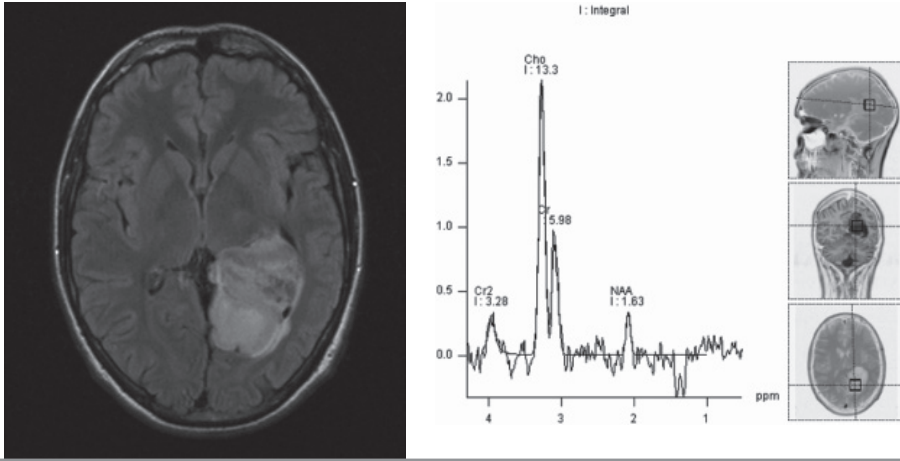 I : Integral
Cho
I : 13.3
2.0
1.5
1.0
Cr
I : 5.98
0.5
Cr2
I : 3.28
NAA
I : 1.63
0.0
ppm
4 3 2 1